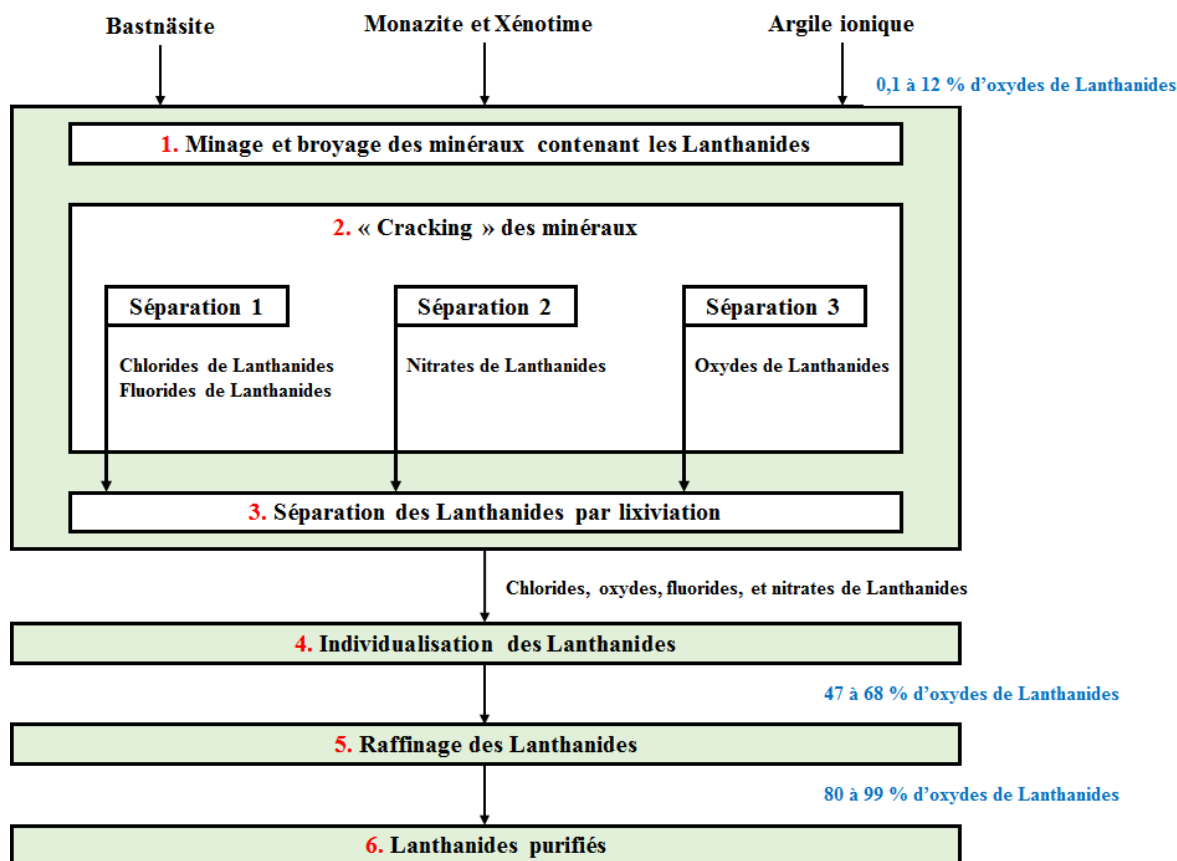 Bastnäsite
Monazite et Xénotime
Argile ionique
0,1 à 12 % d'oxydes de Lanthanides
1. Minage et broyage des minéraux contenant les Lanthanides
2. « Cracking » des minéraux
Séparation 1
Séparation 2
Séparation 3
Chlorides de Lanthanides
Fluorides de Lanthanides
Nitrates de Lanthanides
Oxydes de Lanthanides
3. Séparation des Lanthanides par lixiviation
Chlorides, oxydes, fluorides, et nitrates de Lanthanides
4. Individualisation des Lanthanides
47 à 68 % d'oxydes de Lanthanides
5. Raffinage des Lanthanides
80 à 99 % d'oxydes de Lanthanides
6. Lanthanides purifiés